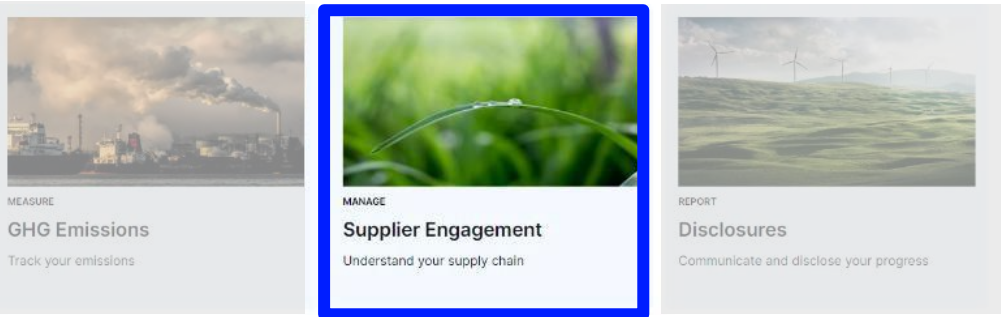 MEASURE
GHG Emissions
Track your emissions
MANAGE
Supplier Engagement
Understand your supply chain
REPORT
Disclosures
Communicate and disclose your progress